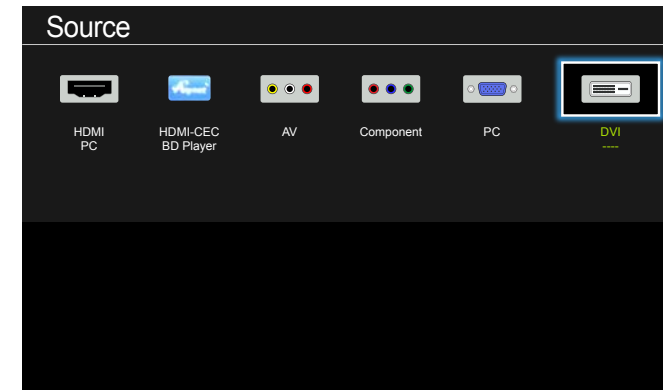 Source
HDMI
PC
HDMI-CEC
BD Player
AV
Component
PC
DVI
----